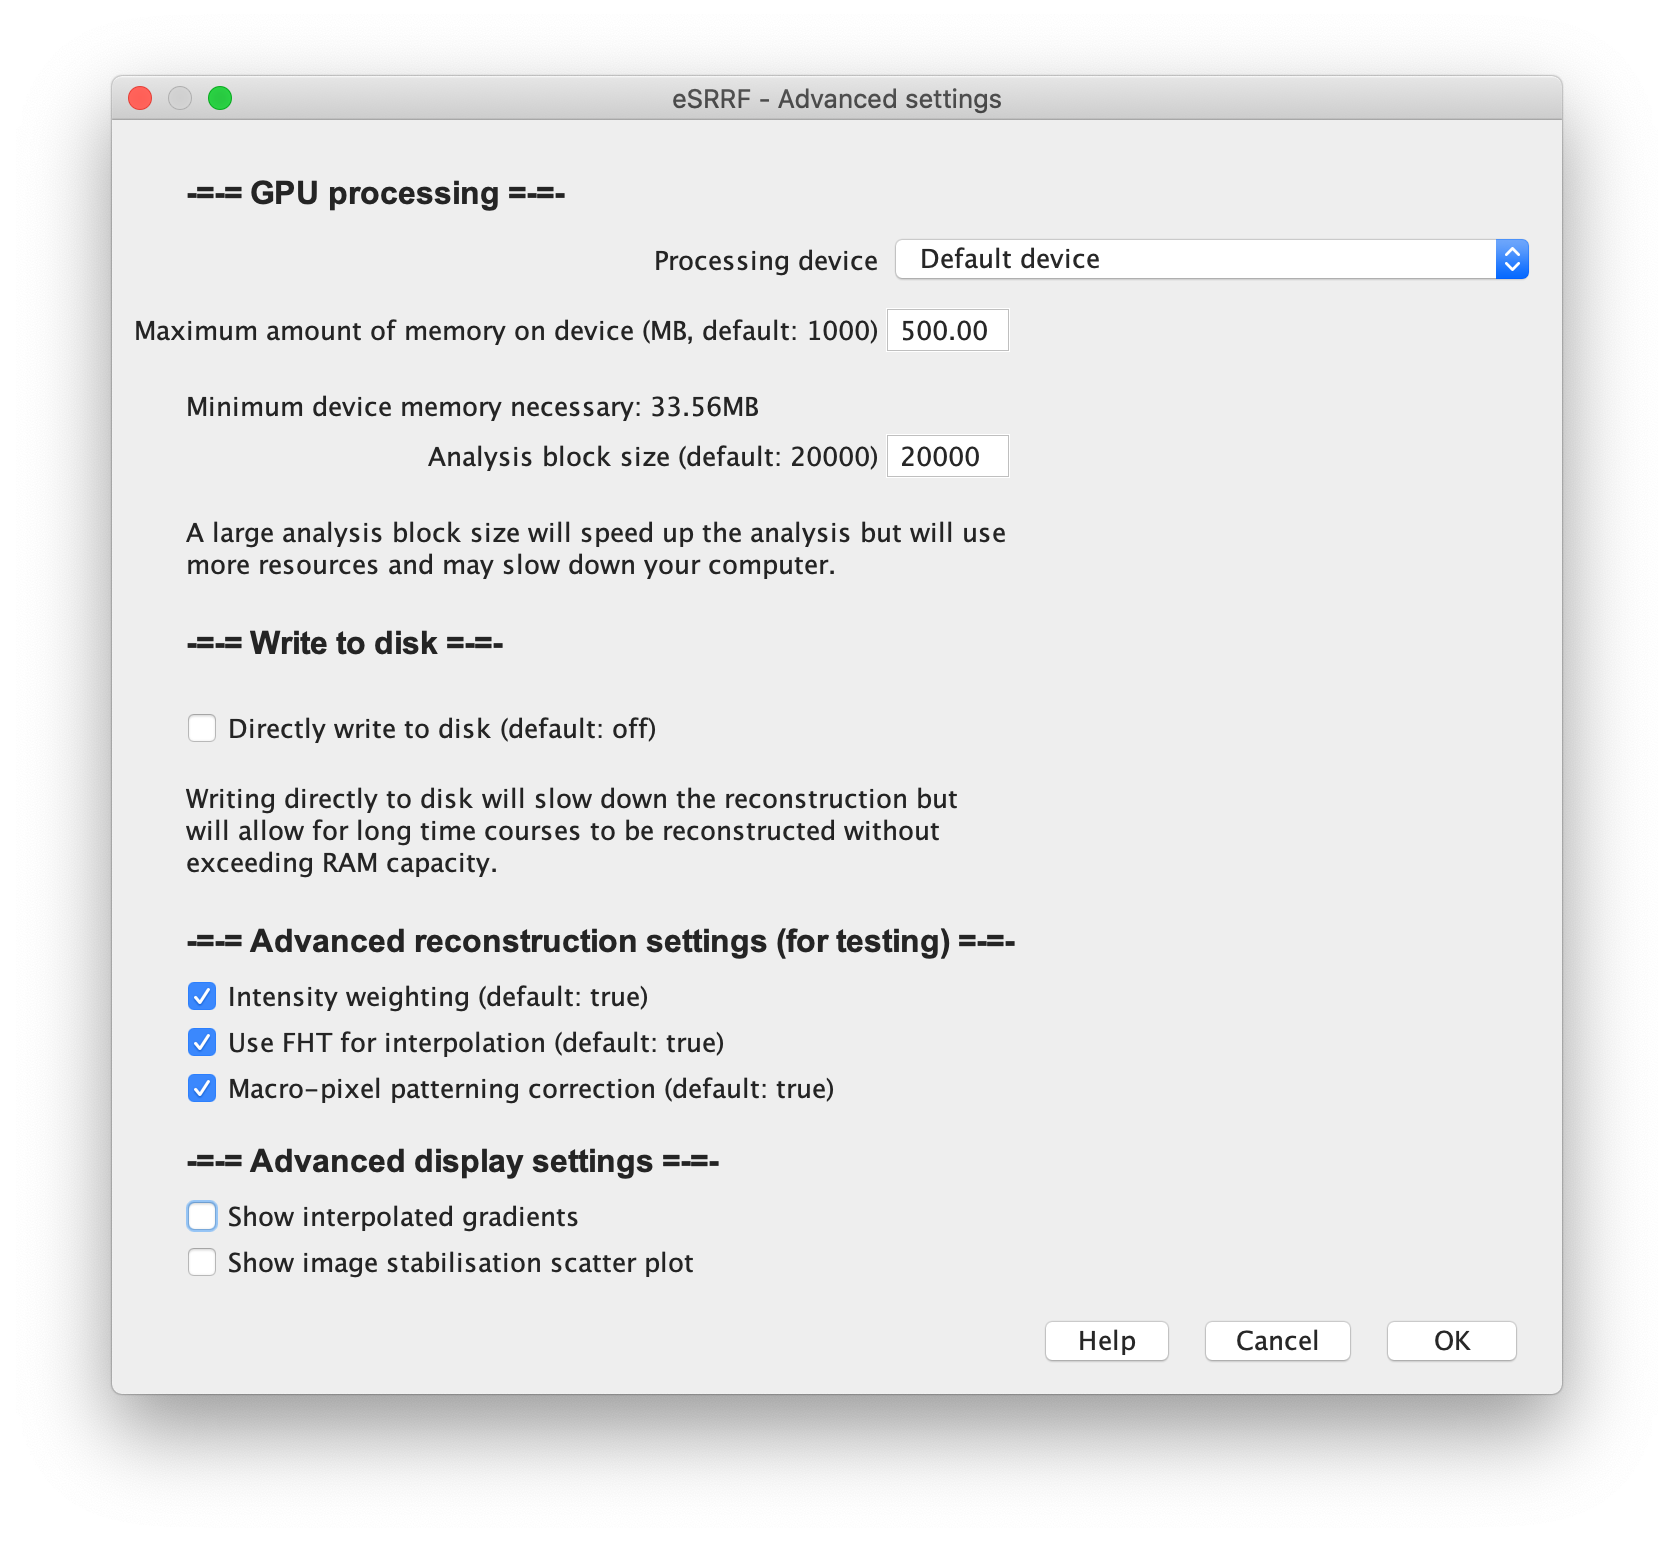 eSRRF - Advanced settings
-=-= GPU processing =-=-
Processing device Default device
Maximum amount of memory on device (MB, default: 1000) 500.00
Minimum device memory necessary: 33.56MB
Analysis block size (default: 20000) 20000
A large analysis block size will speed up the analysis but will use
more resources and may slow down your computer.
-=-= Write to disk =-=-
Directly write to disk (default: off)
Writing directly to disk will slow down the reconstruction but
will allow for long time courses to be reconstructed without
exceeding RAM capacity.
-=-= Advanced reconstruction settings (for testing) =-=-
Intensity weighting (default: true)
Use FHT for interpolation (default: true)
Macro-pixel patterning correction (default: true)
-=-= Advanced display settings =-=-
Show interpolated gradients
Show image stabilisation scatter plot
Help Cancel OK